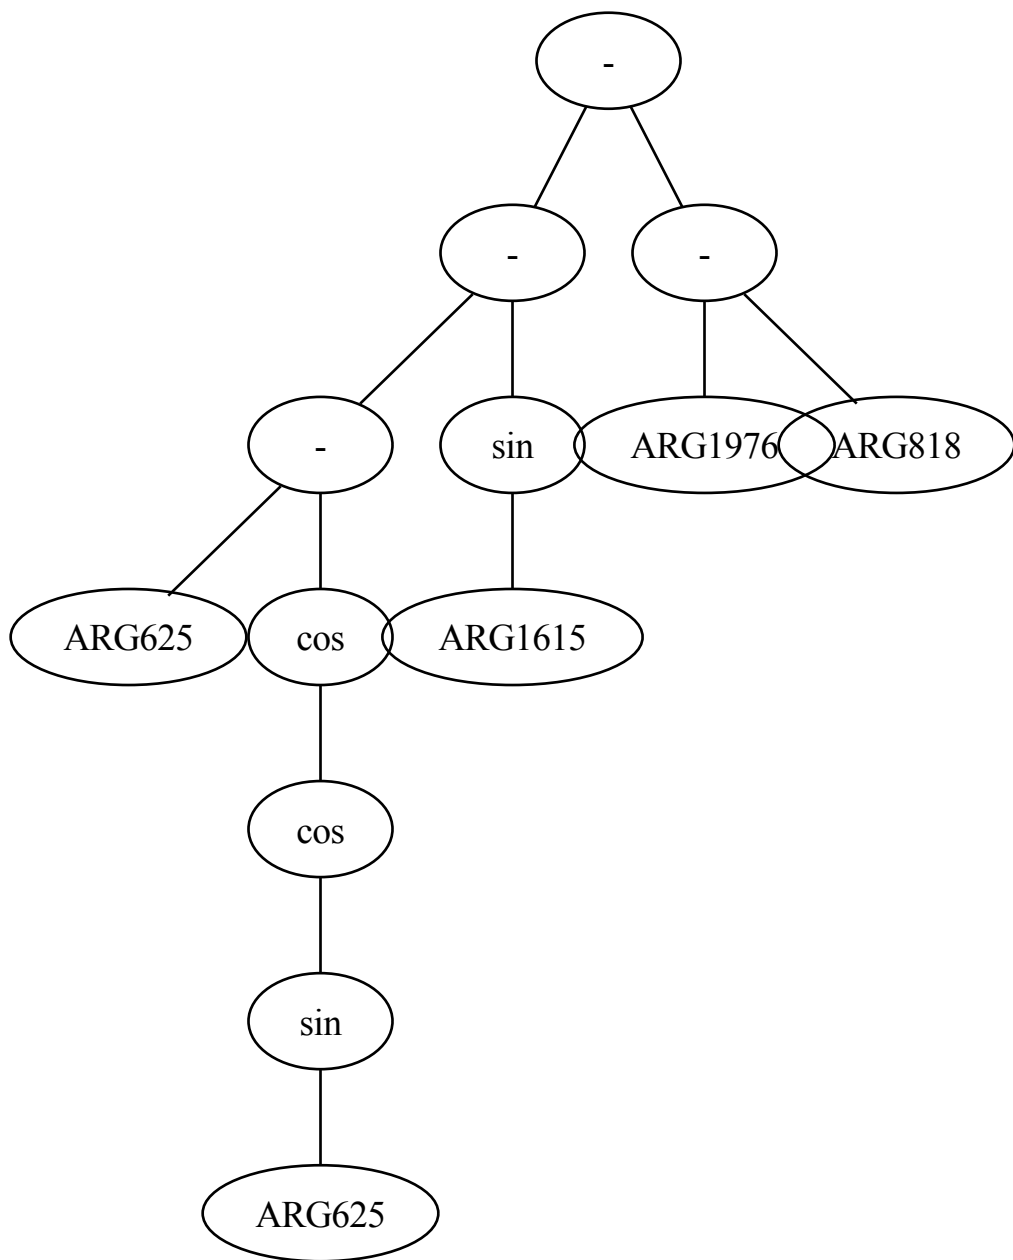 -
- -
- sin ARG1976 ARG818
ARG625 cos ARG1615
cos
sin
ARG625